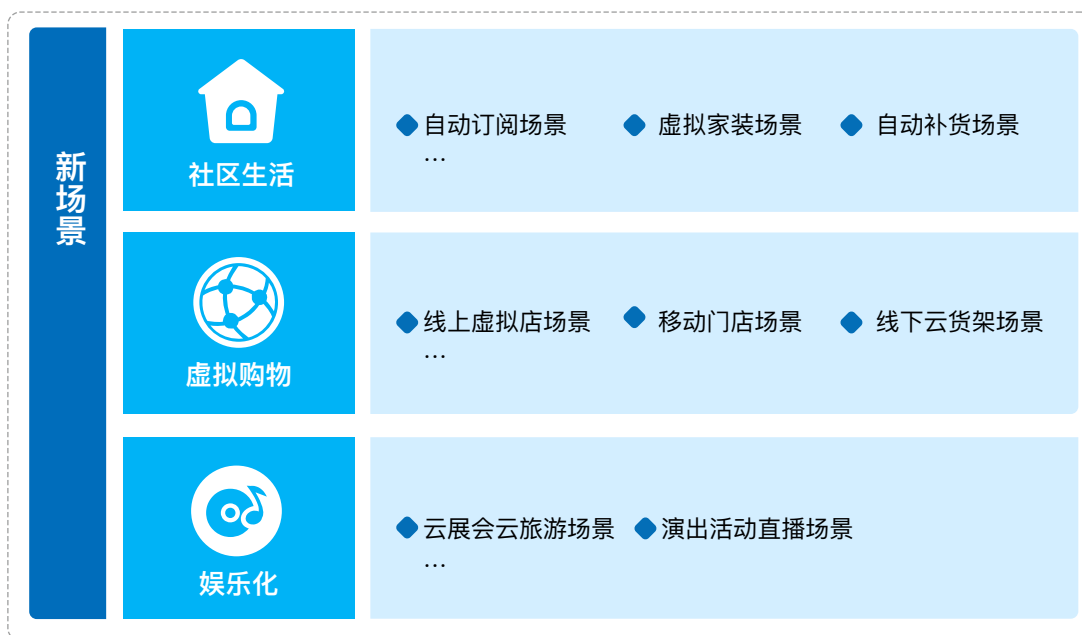 新场景
社区生活
自动订阅场景 虚拟家装场景 自动补货场景
…
虚拟购物
线上虚拟店场景 移动门店场景 线下云货架场景
…
娱乐化
云展会云旅游场景 演出活动直播场景
…